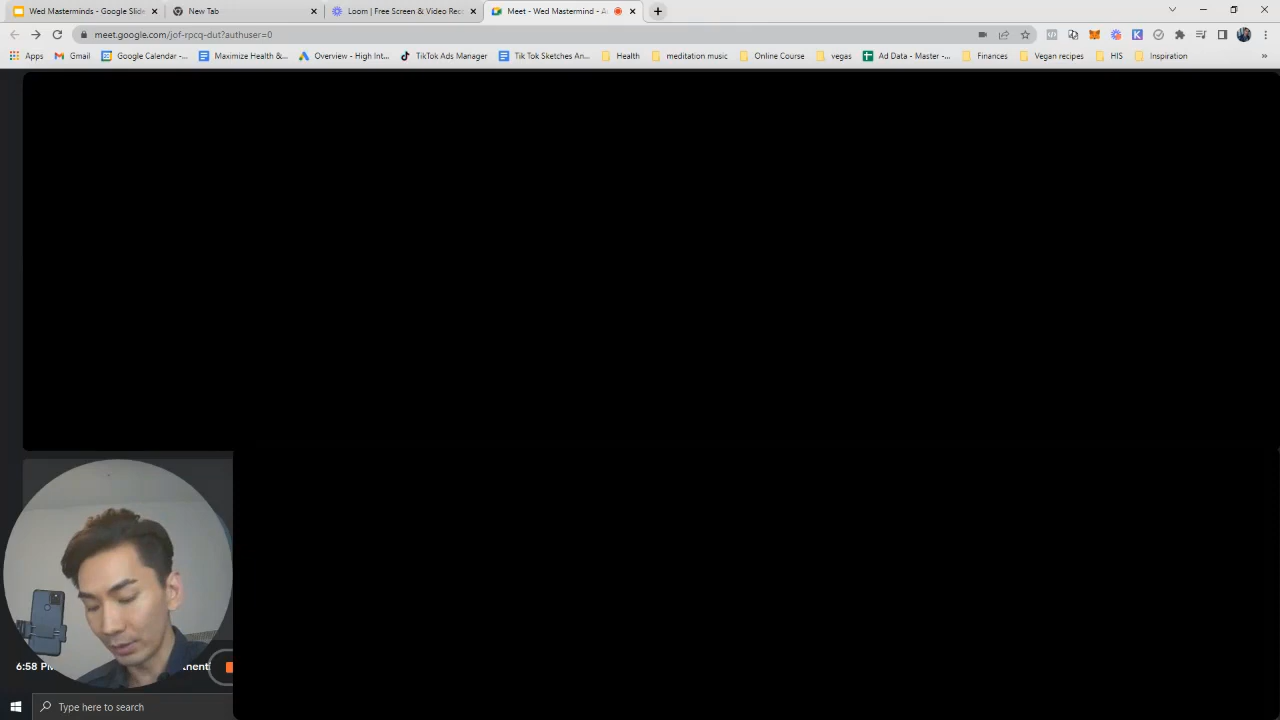 Wed Masterminds - Google Slide
New Tab
Loom | Free Screen & Video Rec
Meet - Wed Mastermind - A
meet.google.com/jof-rpcq-dut?authuser=0
Apps
Gmail
Google Calendar -...
Maximize Health &...
Overview – High Int...
TikTok Ads Manager
Tik Tok Sketches An...
Health
meditation music
Online Course
vegas
Ad Data - Master -...
Finances
Vegan recipes
HIS
Inspiration
6:58 P
Type here to search